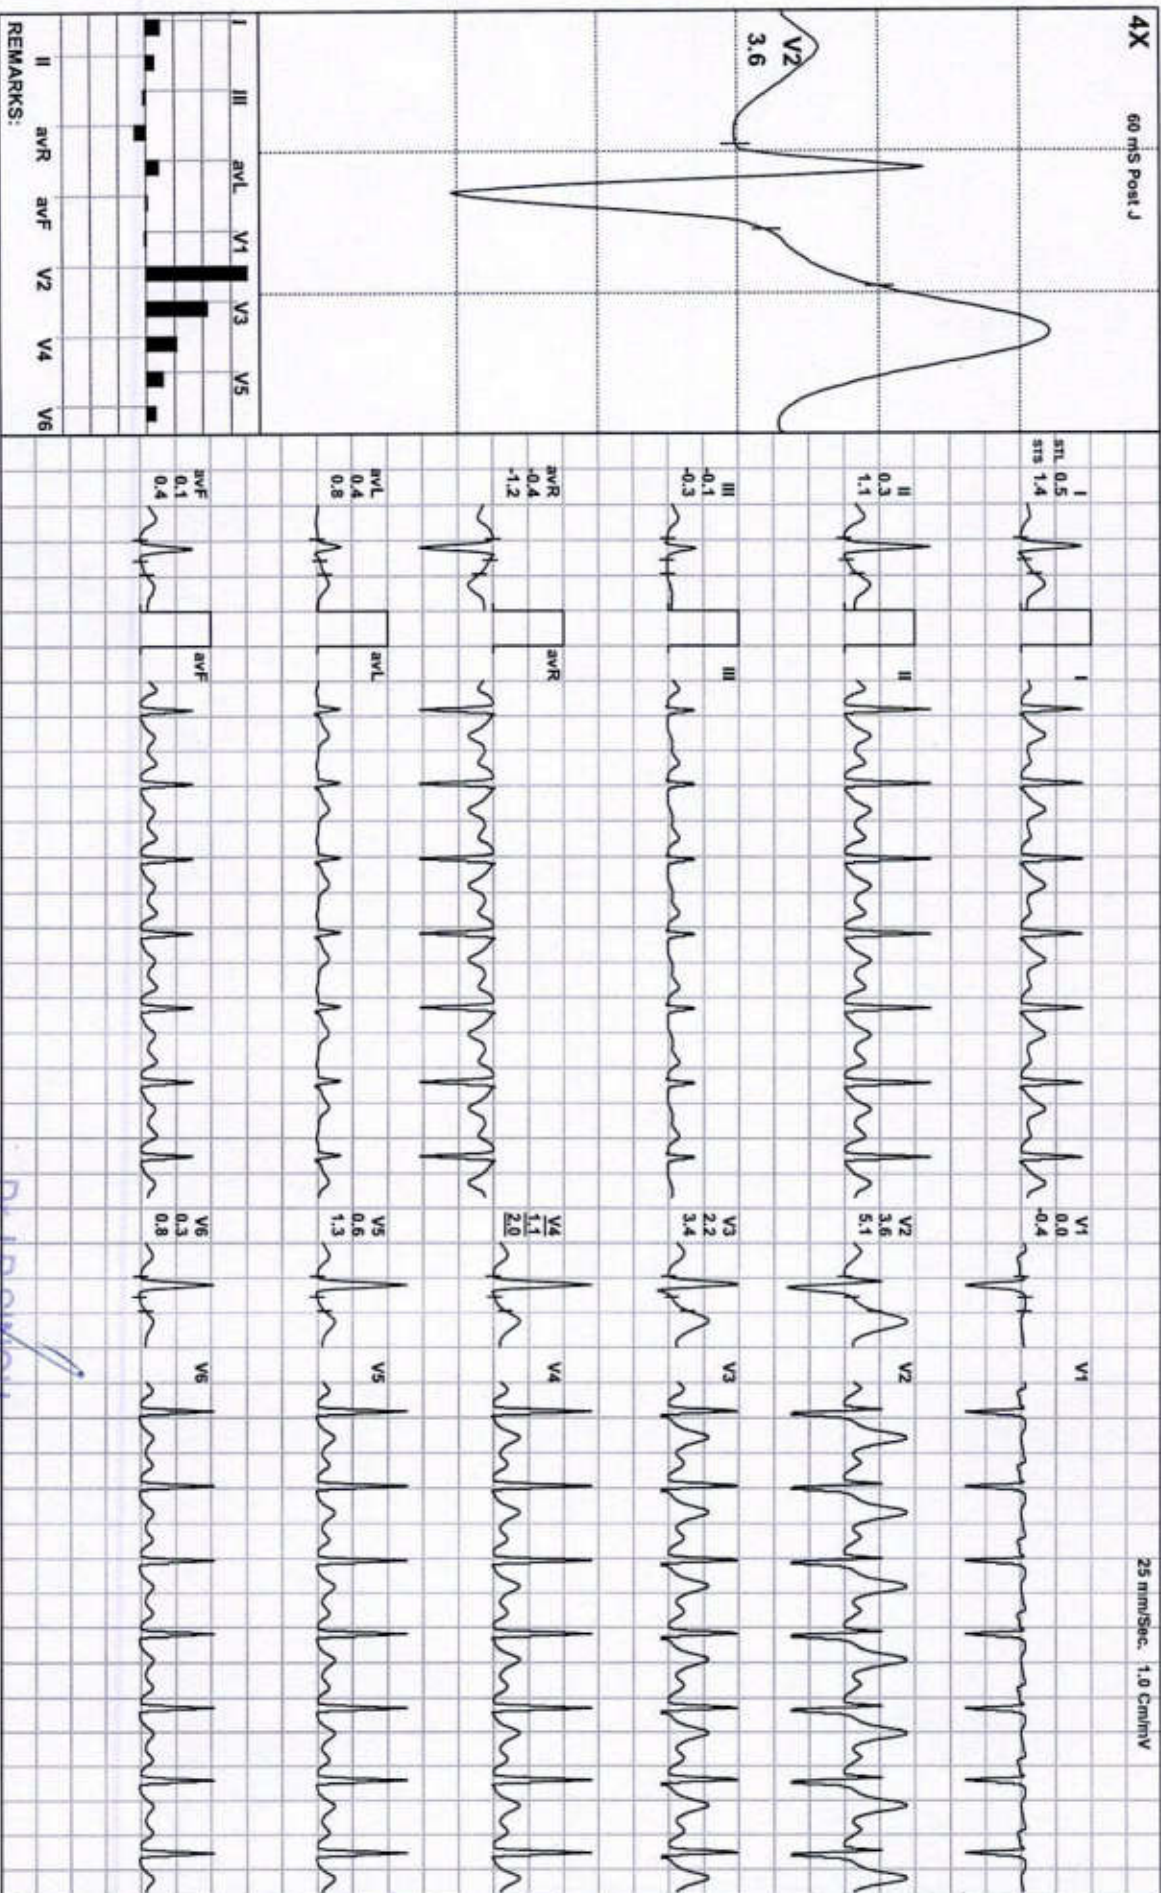 4X
60 mS Post J
25 mm/Sec. 1.0 Cm/mV
V2
3.6
I
STL 0.5
STS 1.4
I
V1
0.0
-0.4
V1
II
0.3
1.1
II
V2
3.6
5.1
V2
III
-0.1
-0.3
III
V3
2.2
3.4
V3
avR
-0.4
-1.2
avR
V4
1.1
2.0
V4
avL
0.4
0.8
avL
V5
0.6
1.3
V5
avF
0.1
0.4
avF
V6
0.3
0.8
V6
I III avL V1 V3 V5
II avR avF V2 V4 V6
REMARKS: